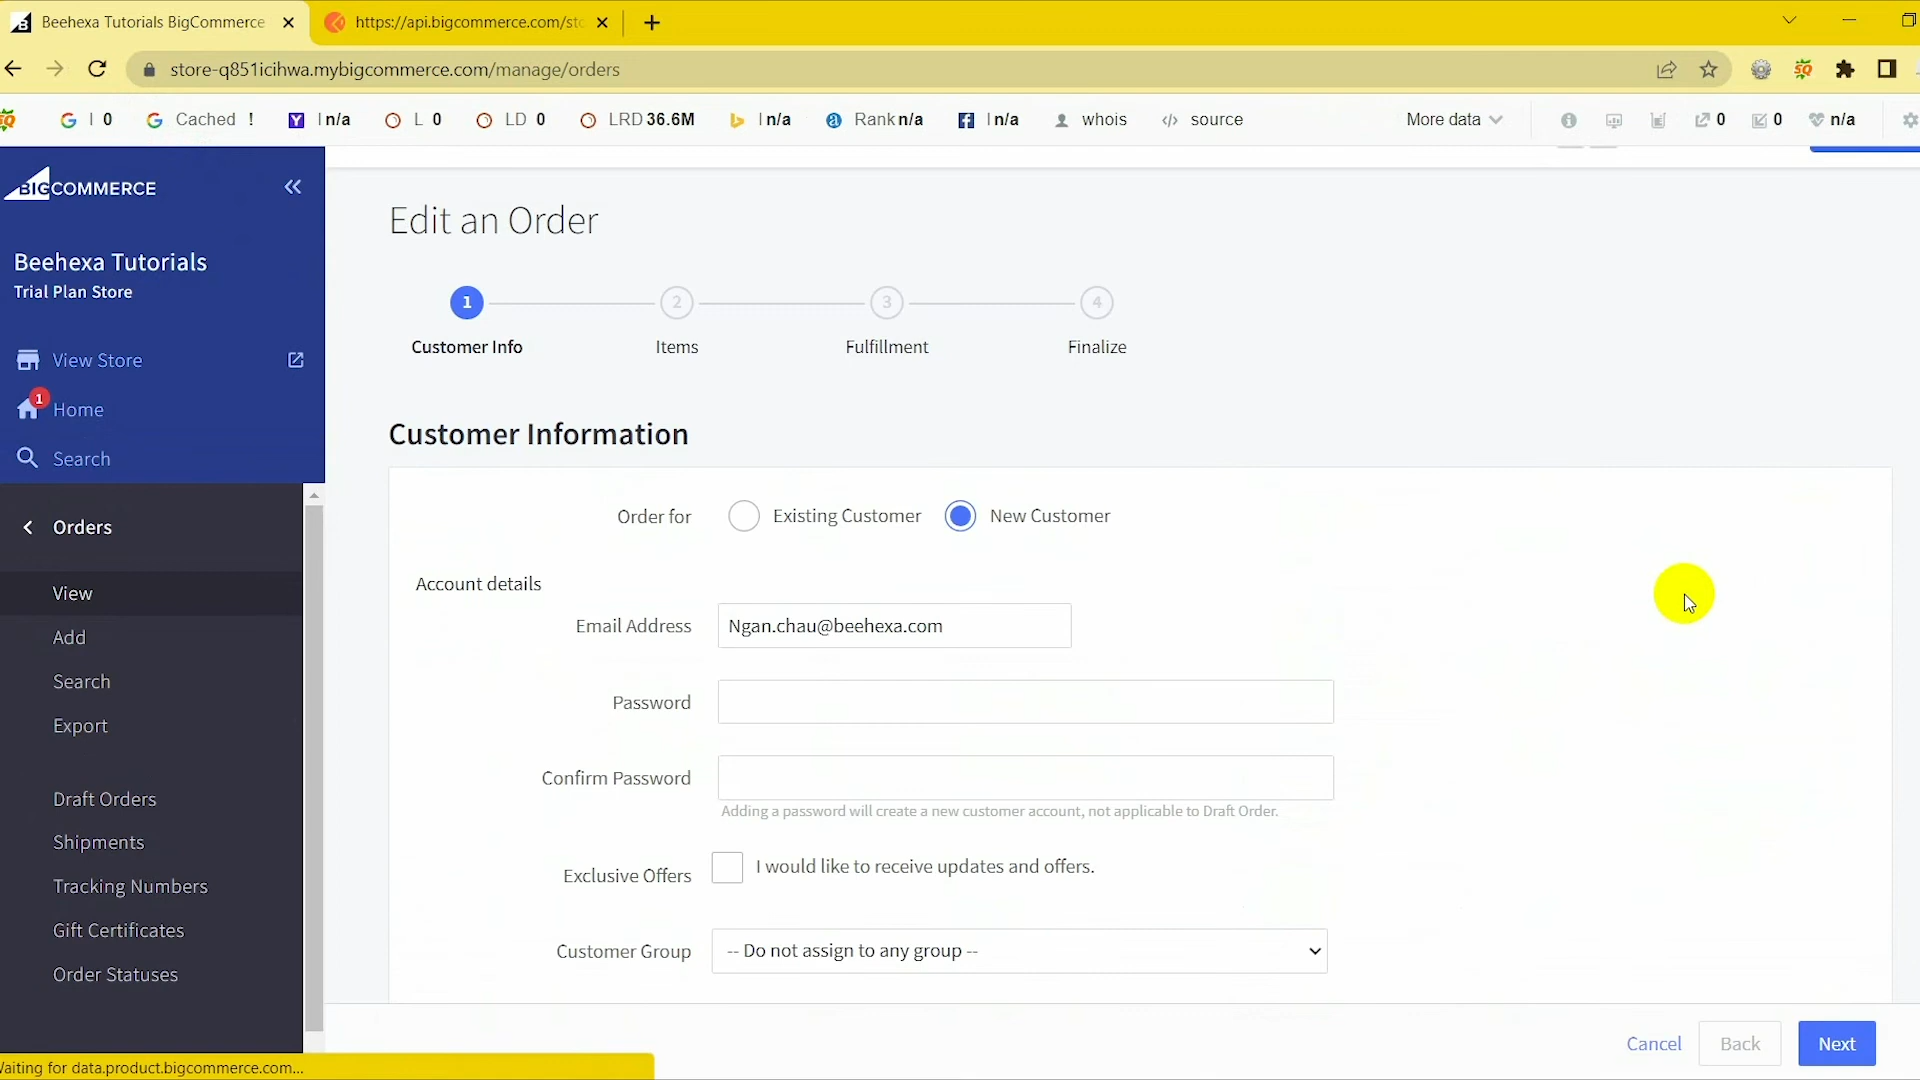 Beehexa Tutorials BigCommerce
https://api.bigcommerce.com/sto
store-q851icihwa.mybigcommerce.com/manage/orders
SQ
SQ
I 0
Cached !
I n/a
L 0
LD 0
LRD 36.6M
I n/a
Rank n/a
I n/a
whois
source
More data
0
0
n/a
BIGCOMMERCE
Beehexa Tutorials
Trial Plan Store
View Store
1
Home
Search
Orders
View
Add
Search
Export
Draft Orders
Shipments
Tracking Numbers
Gift Certificates
Order Statuses
Edit an Order
1 2 3 4
Customer Info Items Fulfillment Finalize
Customer Information
Order for Existing Customer New Customer
Account details
Email Address Ngan.chau@beehexa.com
Password
Confirm Password
Adding a password will create a new customer account, not applicable to Draft Order.
Exclusive Offers I would like to receive updates and offers.
Customer Group -- Do not assign to any group --
Cancel Back Next
Waiting for data.product.bigcommerce.com...